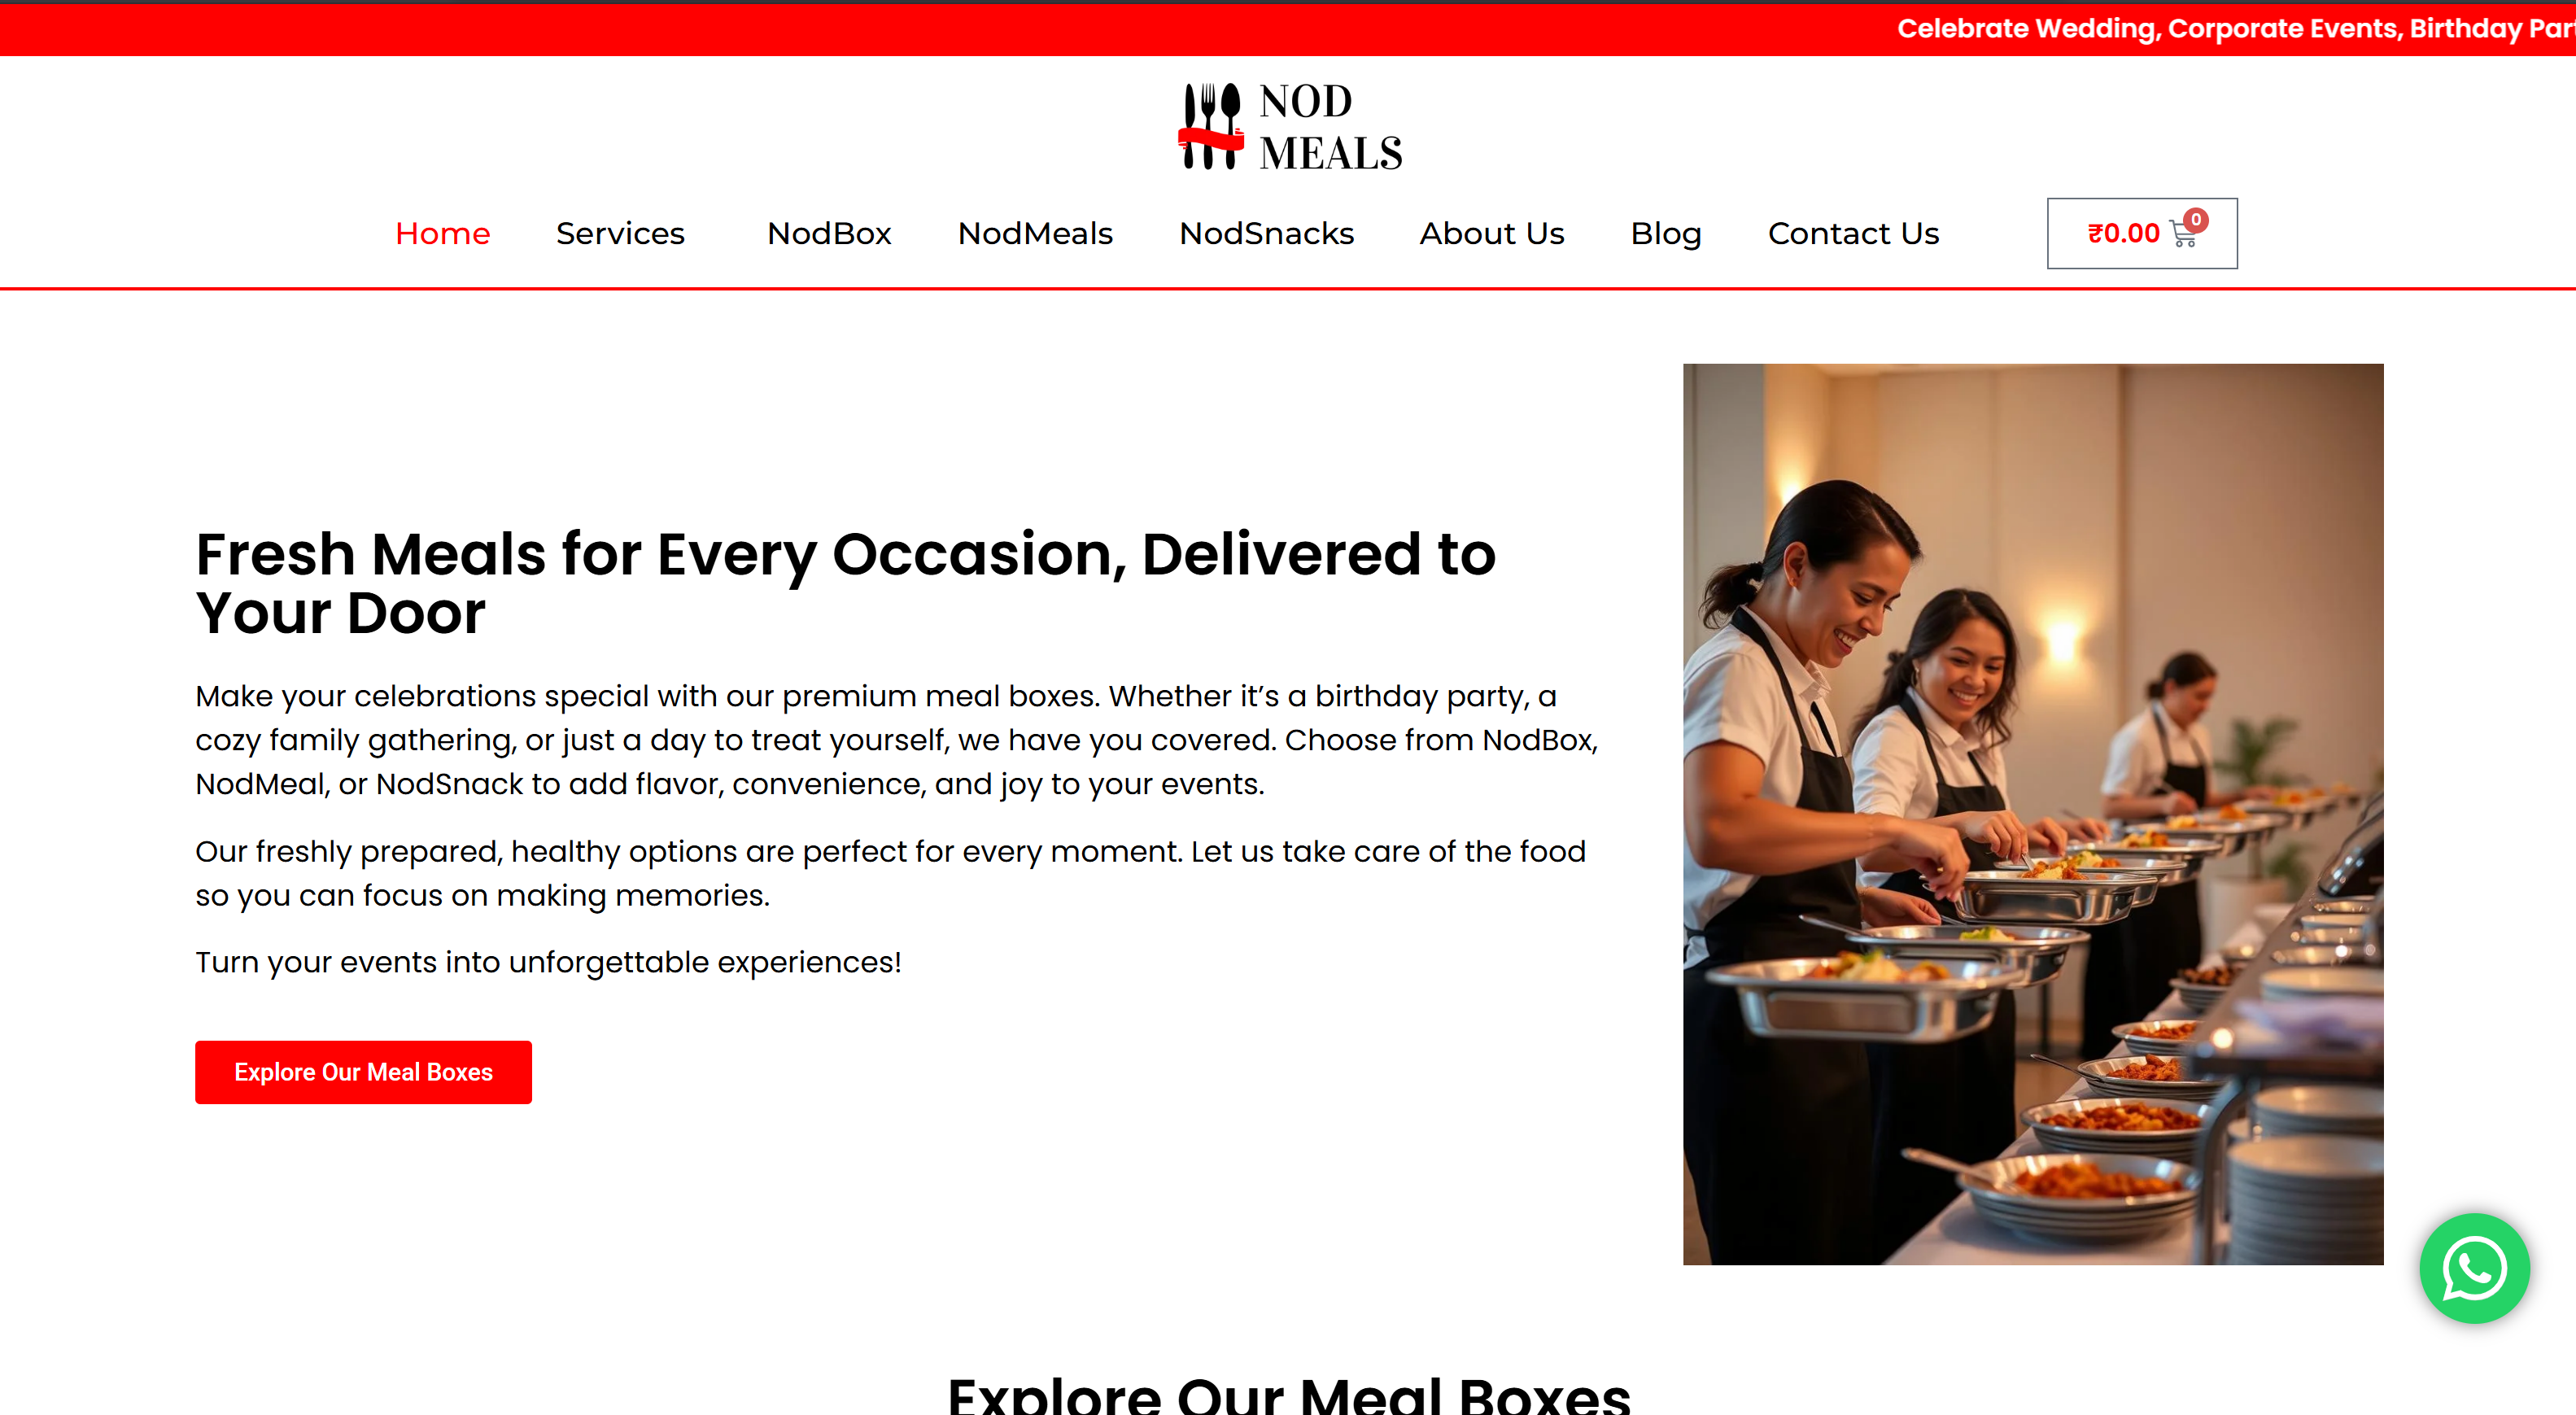 Celebrate Wedding, Corporate Events, Birthday
NOD
MEALS
Home Services NodBox NodMeals NodSnacks About Us Blog Contact Us ₹0.00 0
Fresh Meals for Every Occasion, Delivered to
Your Door
Make your celebrations special with our premium meal boxes. Whether it’s a birthday party, a
cozy family gathering, or just a day to treat yourself, we have you covered. Choose from NodBox,
NodMeal, or NodSnack to add flavor, convenience, and joy to your events.
Our freshly prepared, healthy options are perfect for every moment. Let us take care of the food
so you can focus on making memories.
Turn your events into unforgettable experiences!
Explore Our Meal Boxes
Explore Our Meal Boxes